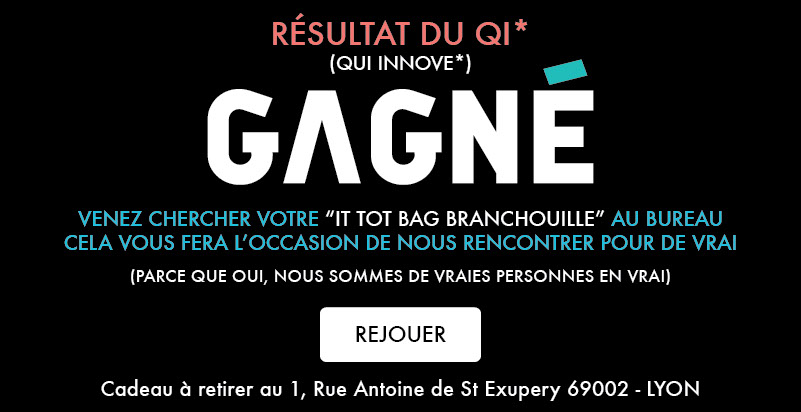 RÉSULTAT DU QI*
(QUI INNOVE*)
GAGNÉ
VENEZ CHERCHER VOTRE “IT TOT BAG BRANCHOUILLE” AU BUREAU
CELA VOUS FERA L’OCCASION DE NOUS RENCONTRER POUR DE VRAI
(PARCE QUE OUI, NOUS SOMMES DE VRAIES PERSONNES EN VRAI)
REJOUER
Cadeau à retirer au 1, Rue Antoine de St Exupery 69002 - LYON